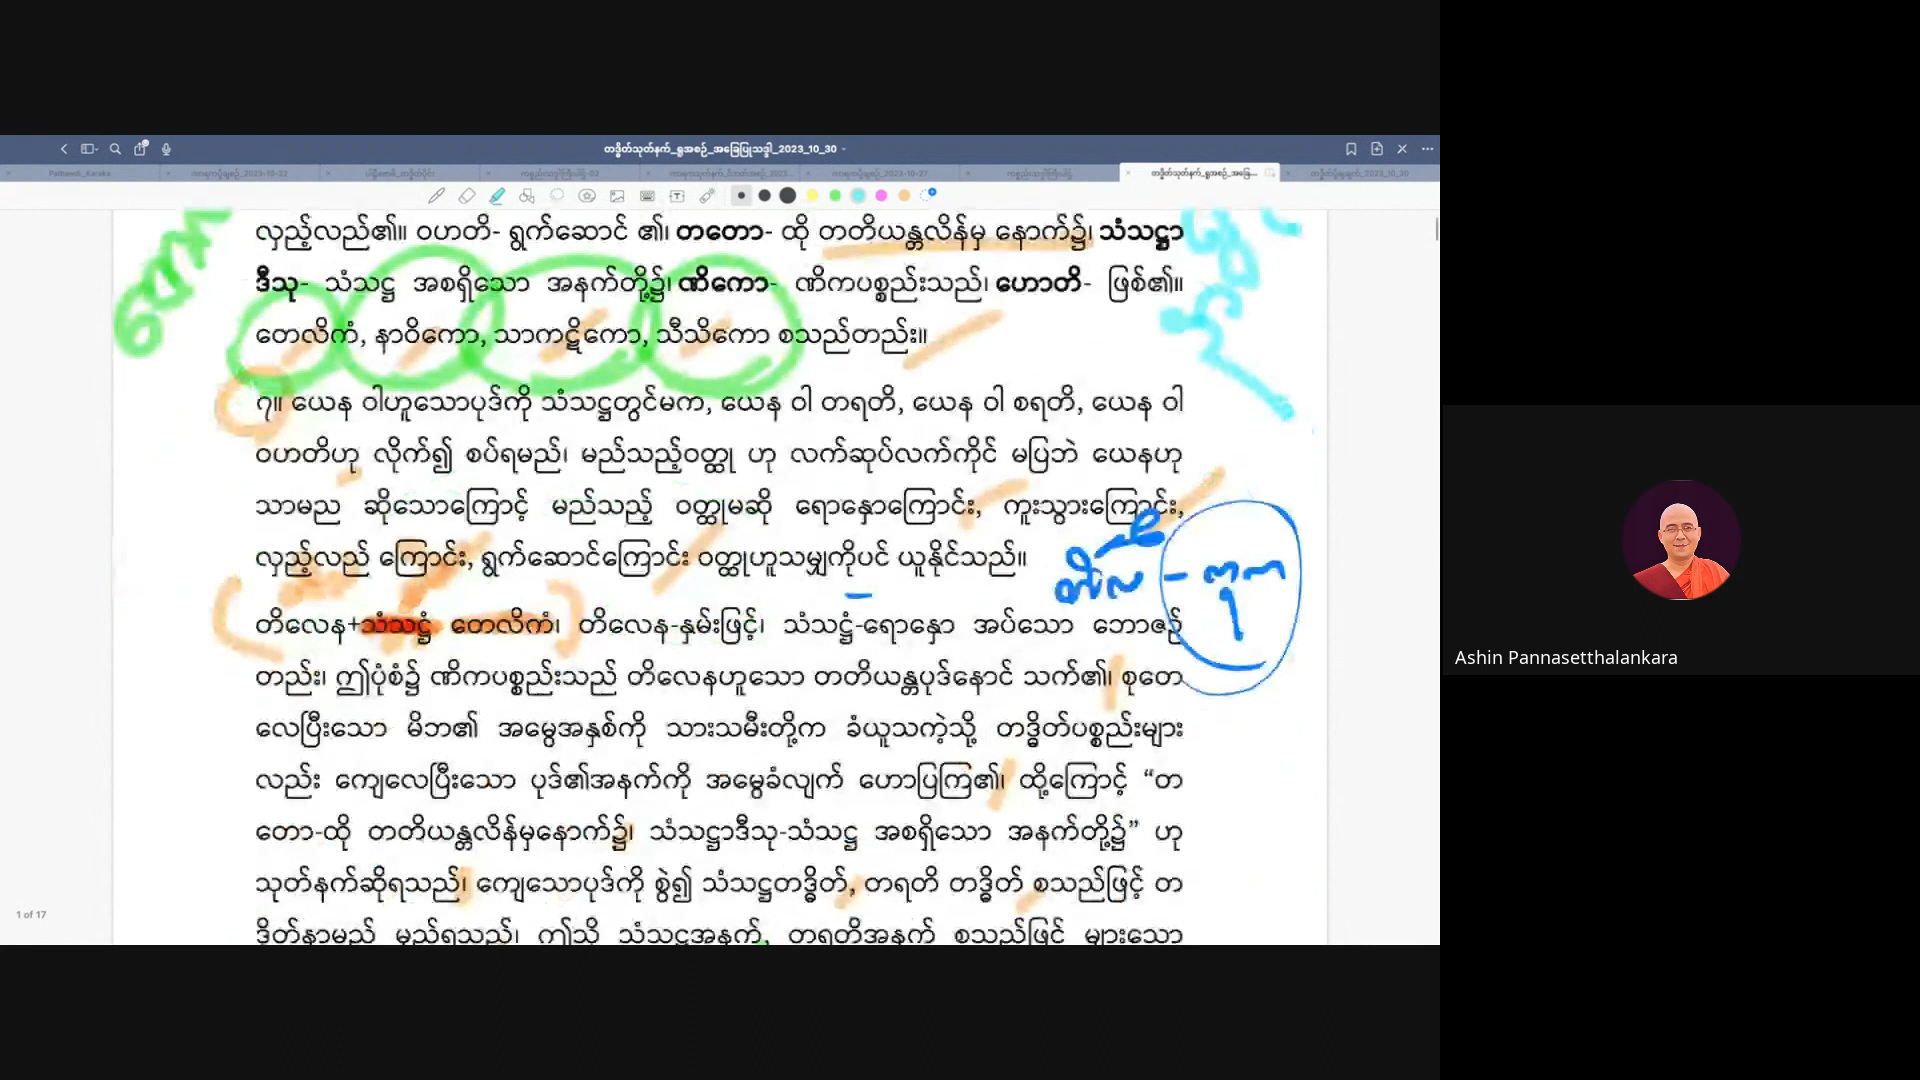 တဒ္ဓိတ်သုတ်နက်_ရူအစဉ်_အခြေပြုသဒ္ဒါ_2023_10_30
လှည့်လည်၏။ ဝဟတိ- ရွက်ဆောင် ၏၊ တတော- ထို တတိယန္တလိန်မှ နောက်၌၊ သံသဋ္ဌာ
ဒီသု- သံသဋ္ဌ အစရှိသော အနက်တို့၌၊ ဏိကော- ဏိကပစ္စည်းသည်၊ ဟောတိ- ဖြစ်၏။
တေလိကံ, နာဝိကော, သာကဋိကော, သီသိကော စသည်တည်း။
၇။ ယေန ဝါဟူသောပုဒ်ကို သံသဋ္ဌတွင်မက, ယေန ဝါ တရတိ, ယေန ဝါ စရတိ, ယေန ဝါ
ဝဟတိဟု လိုက်၍ စပ်ရမည်၊ မည်သည့်ဝတ္ထု ဟု လက်ဆုပ်လက်ကိုင် မပြဘဲ ယေနဟု
သာမည ဆိုသောကြောင့် မည်သည့် ဝတ္ထုမဆို ရောနှောကြောင်း, ကူးသွားကြောင်း,
လှည့်လည် ကြောင်း, ရွက်ဆောင်ကြောင်း ဝတ္ထုဟူသမျှကိုပင် ယူနိုင်သည်။
တိလ – ဏိက
တိလေန+သံသဋ္ဌံ တေလိကံ၊ တိလေန-နှမ်းဖြင့်၊ သံသဋ္ဌံ-ရောနှော အပ်သော ဘောဇဉ်
တည်း၊ ဤပုံစံ၌ ဏိကပစ္စည်းသည် တိလေနဟူသော တတိယန္တပုဒ်နောင် သက်၏၊ စုတေ
လေပြီးသော မိဘ၏ အမွေအနှစ်ကို သားသမီးတို့က ခံယူသကဲ့သို့ တဒ္ဓိတ်ပစ္စည်းများ
လည်း ကျေလေပြီးသော ပုဒ်၏အနက်ကို အမွေခံလျက် ဟောပြကြ၏၊ ထို့ကြောင့် “တ
တော-ထို တတိယန္တလိန်မှနောက်၌၊ သံသဋ္ဌာဒီသု-သံသဋ္ဌ အစရှိသော အနက်တို့၌” ဟု
သုတ်နက်ဆိုရသည်၊ ကျေသောပုဒ်ကို စွဲ၍ သံသဋ္ဌတဒ္ဓိတ်, တရတိ တဒ္ဓိတ် စသည်ဖြင့် တ
ဒ္ဓိတ်နာမည် မှည့်ရသည်၊ ဤသို့ သံသဋ္ဌအနက်, တရတိအနက် စသည်ဖြင့် များသော
1 of 17
Ashin Pannasetthalankara